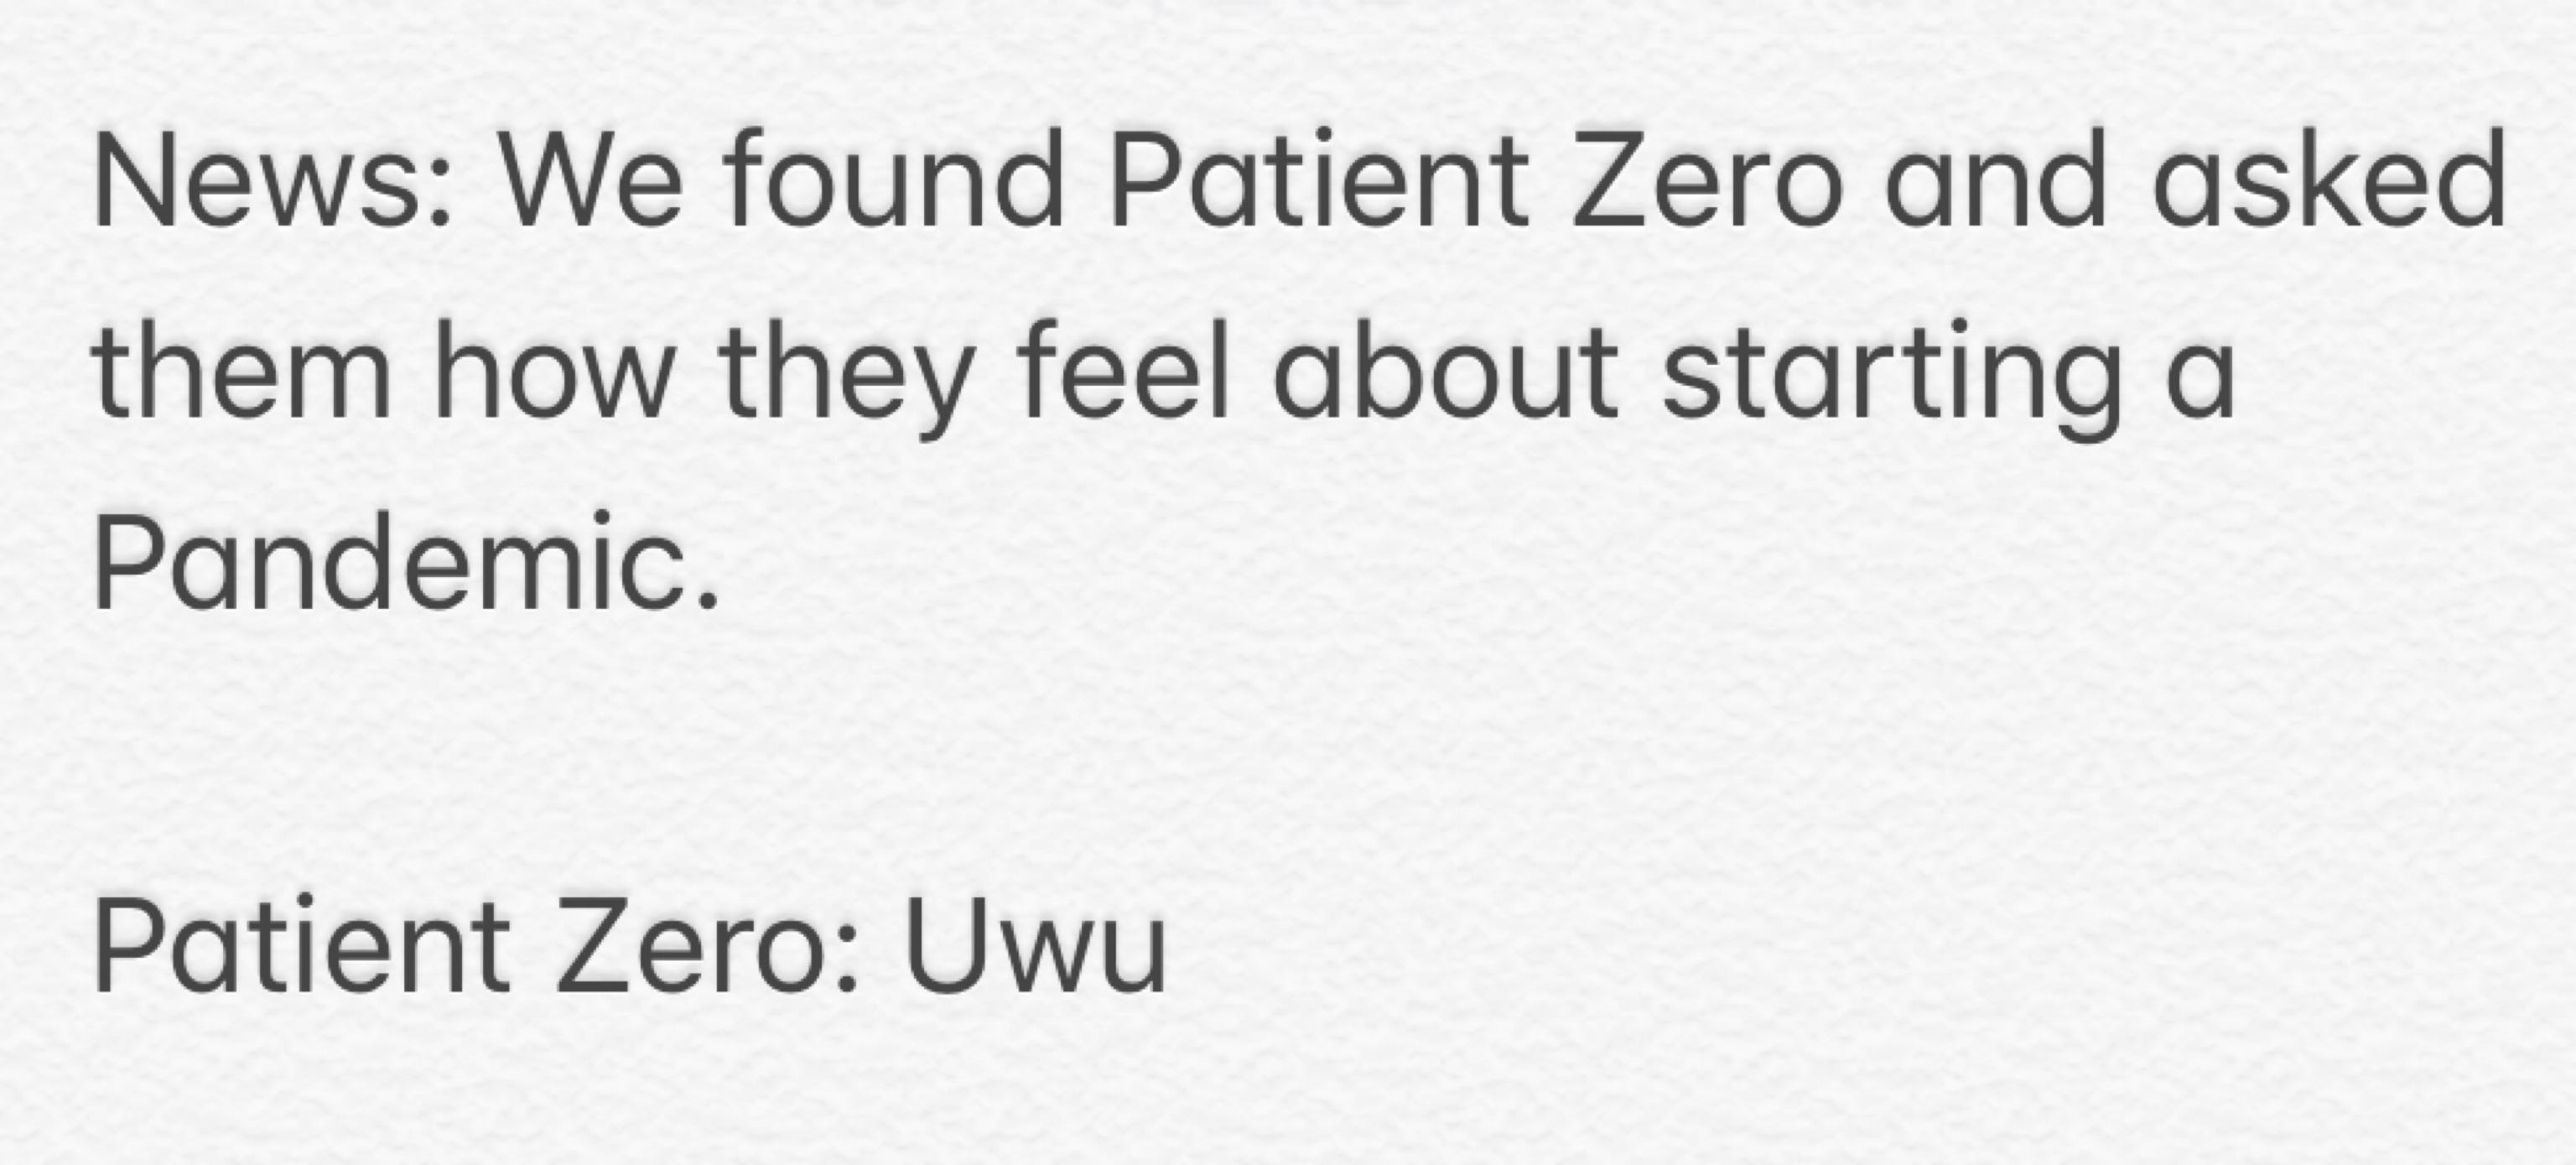 News: We found Patient Zero and asked
them how they feel about starting a
Pandemic.
Patient Zero: Uwu